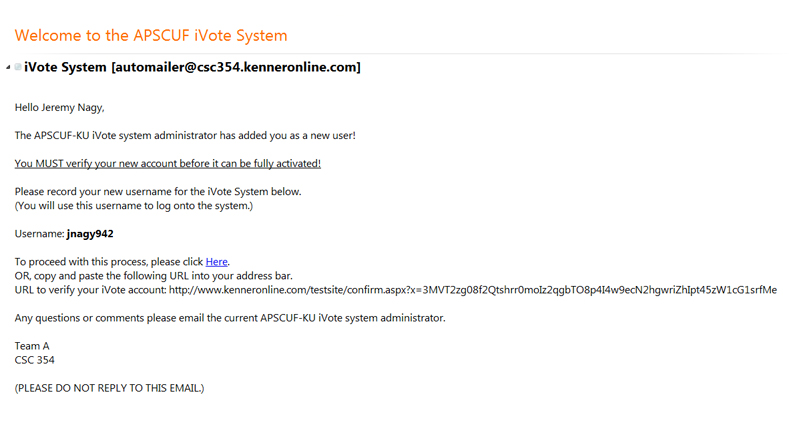 Welcome to the APSCUF iVote System
iVote System [automailer@csc354.kenneronline.com]
Hello Jeremy Nagy,
The APSCUF-KU iVote system administrator has added you as a new user!
You MUST verify your new account before it can be fully activated!
Please record your new username for the iVote System below.
(You will use this username to log onto the system.)
Username: jnagy942
To proceed with this process, please click Here.
OR, copy and paste the following URL into your address bar.
URL to verify your iVote account: http://www.kenneronline.com/testsite/confirm.aspx?x=3MVT2zg08f2Qtshrr0moIz2qgbTO8p4I4w9ecN2hgwriZhIpt45zW1cG1srfMe
Any questions or comments please email the current APSCUF-KU iVote system administrator.
Team A
CSC 354
(PLEASE DO NOT REPLY TO THIS EMAIL.)